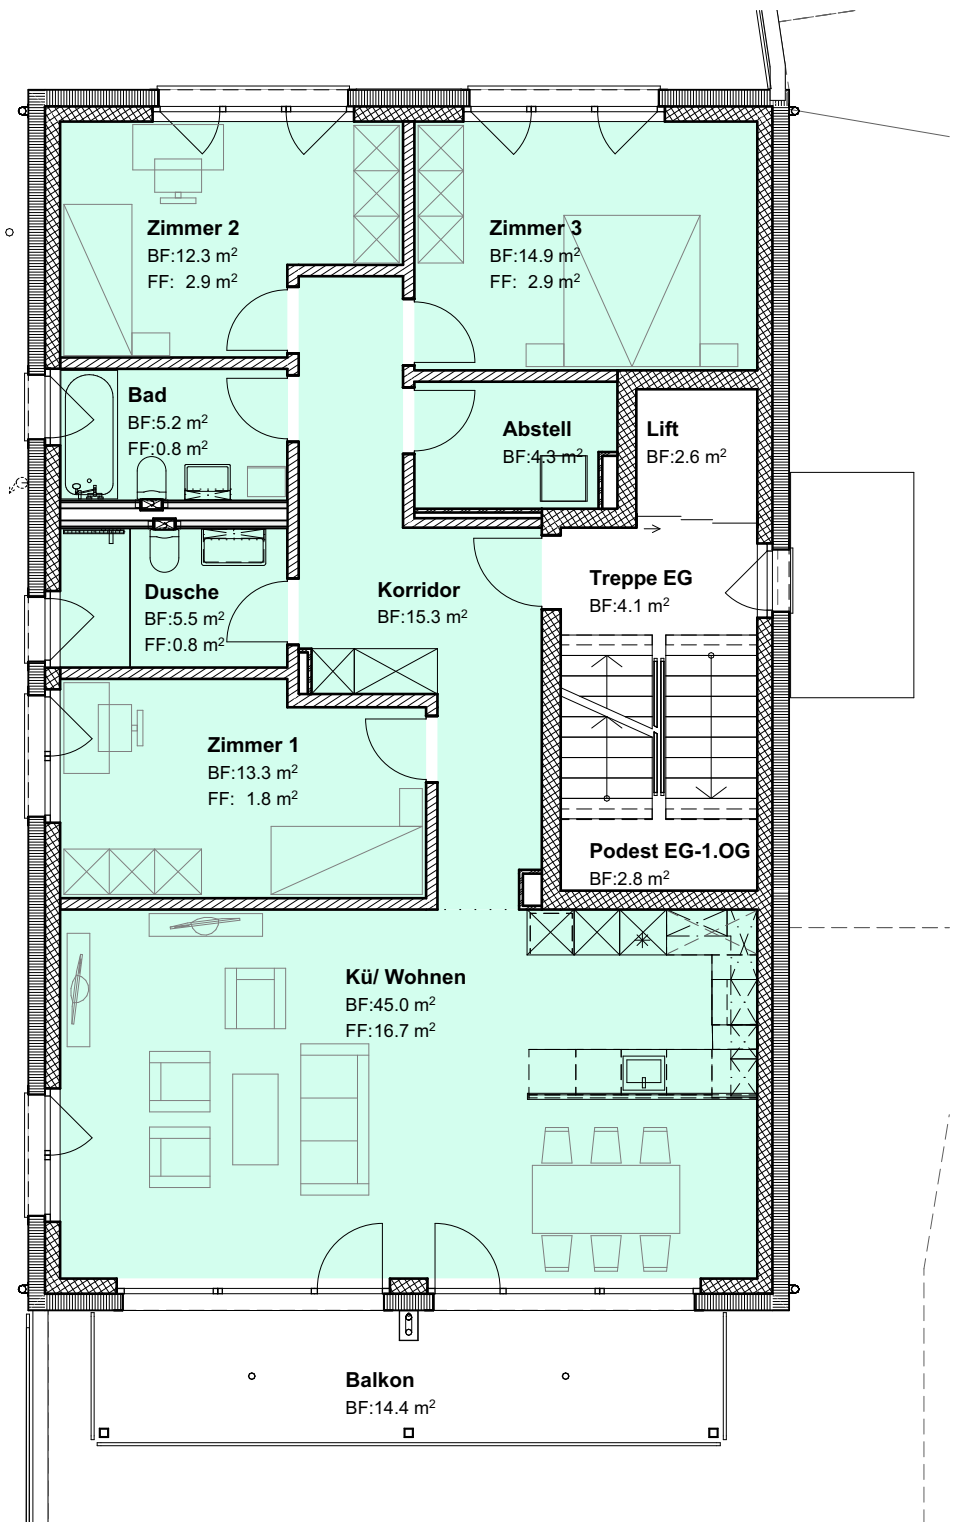 Zimmer 2
BF:12.3 m²
FF: 2.9 m²
Zimmer 3
BF:14.9 m²
FF: 2.9 m²
Bad
BF:5.2 m²
FF:0.8 m²
Abstell
BF:4.3 m²
Lift
BF:2.6 m²
Dusche
BF:5.5 m²
FF:0.8 m²
Korridor
BF:15.3 m²
Treppe EG
BF:4.1 m²
Zimmer 1
BF:13.3 m²
FF: 1.8 m²
Podest EG-1.OG
BF:2.8 m²
Kü/ Wohnen
BF:45.0 m²
FF:16.7 m²
Balkon
BF:14.4 m²